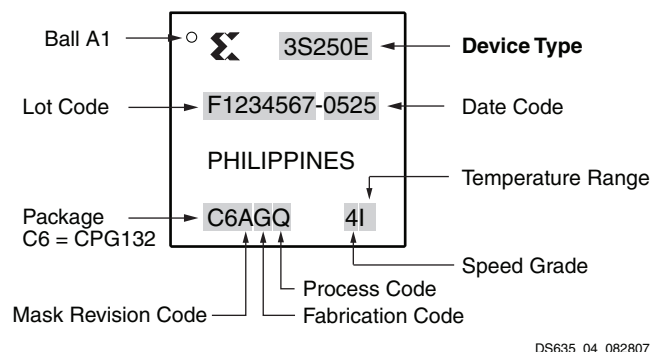 Ball A1
3S250E
Device Type
Lot Code
F1234567-0525
Date Code
PHILIPPINES
Temperature Range
Package
C6 = CPG132
C6AGQ
4I
Speed Grade
Process Code
Mask Revision Code
Fabrication Code
DS635_04_082807